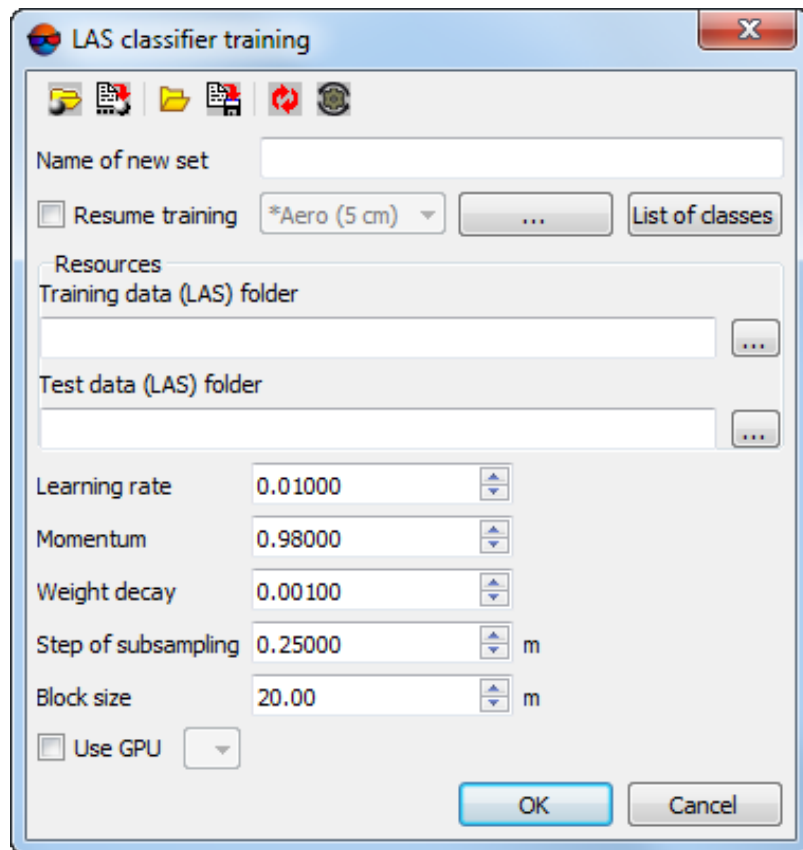 LAS classifier training
Name of new set
Resume training *Aero (5 cm) ... List of classes
Resources
Training data (LAS) folder
...
Test data (LAS) folder
...
Learning rate 0.01000
Momentum 0.98000
Weight decay 0.00100
Step of subsampling 0.25000 m
Block size 20.00 m
Use GPU
OK Cancel